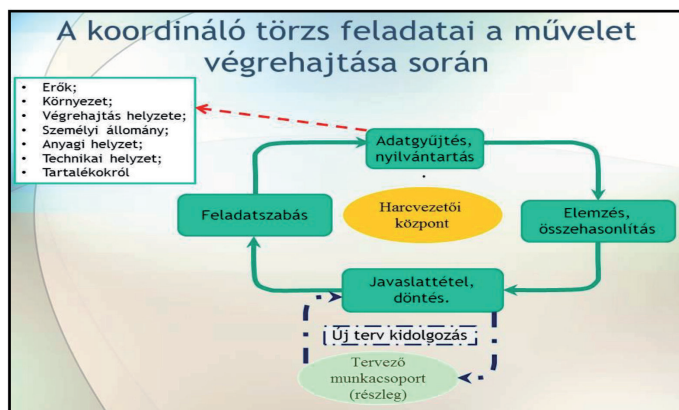 A koordináló törzs feladatai a művelet
végrehajtása során
• Erők;
• Környezet;
• Végrehajtás helyzete;
• Személyi állomány;
• Anyagi helyzet;
• Technikai helyzet;
• Tartalékokról
Adatgyűjtés,
nyilvántartás
.
Feladatszabás
Harcvezetői
központ
Elemzés,
összehasonlítás
Javaslattétel,
döntés.
Új terv kidolgozás
Tervező
munkacsoport
(részleg)